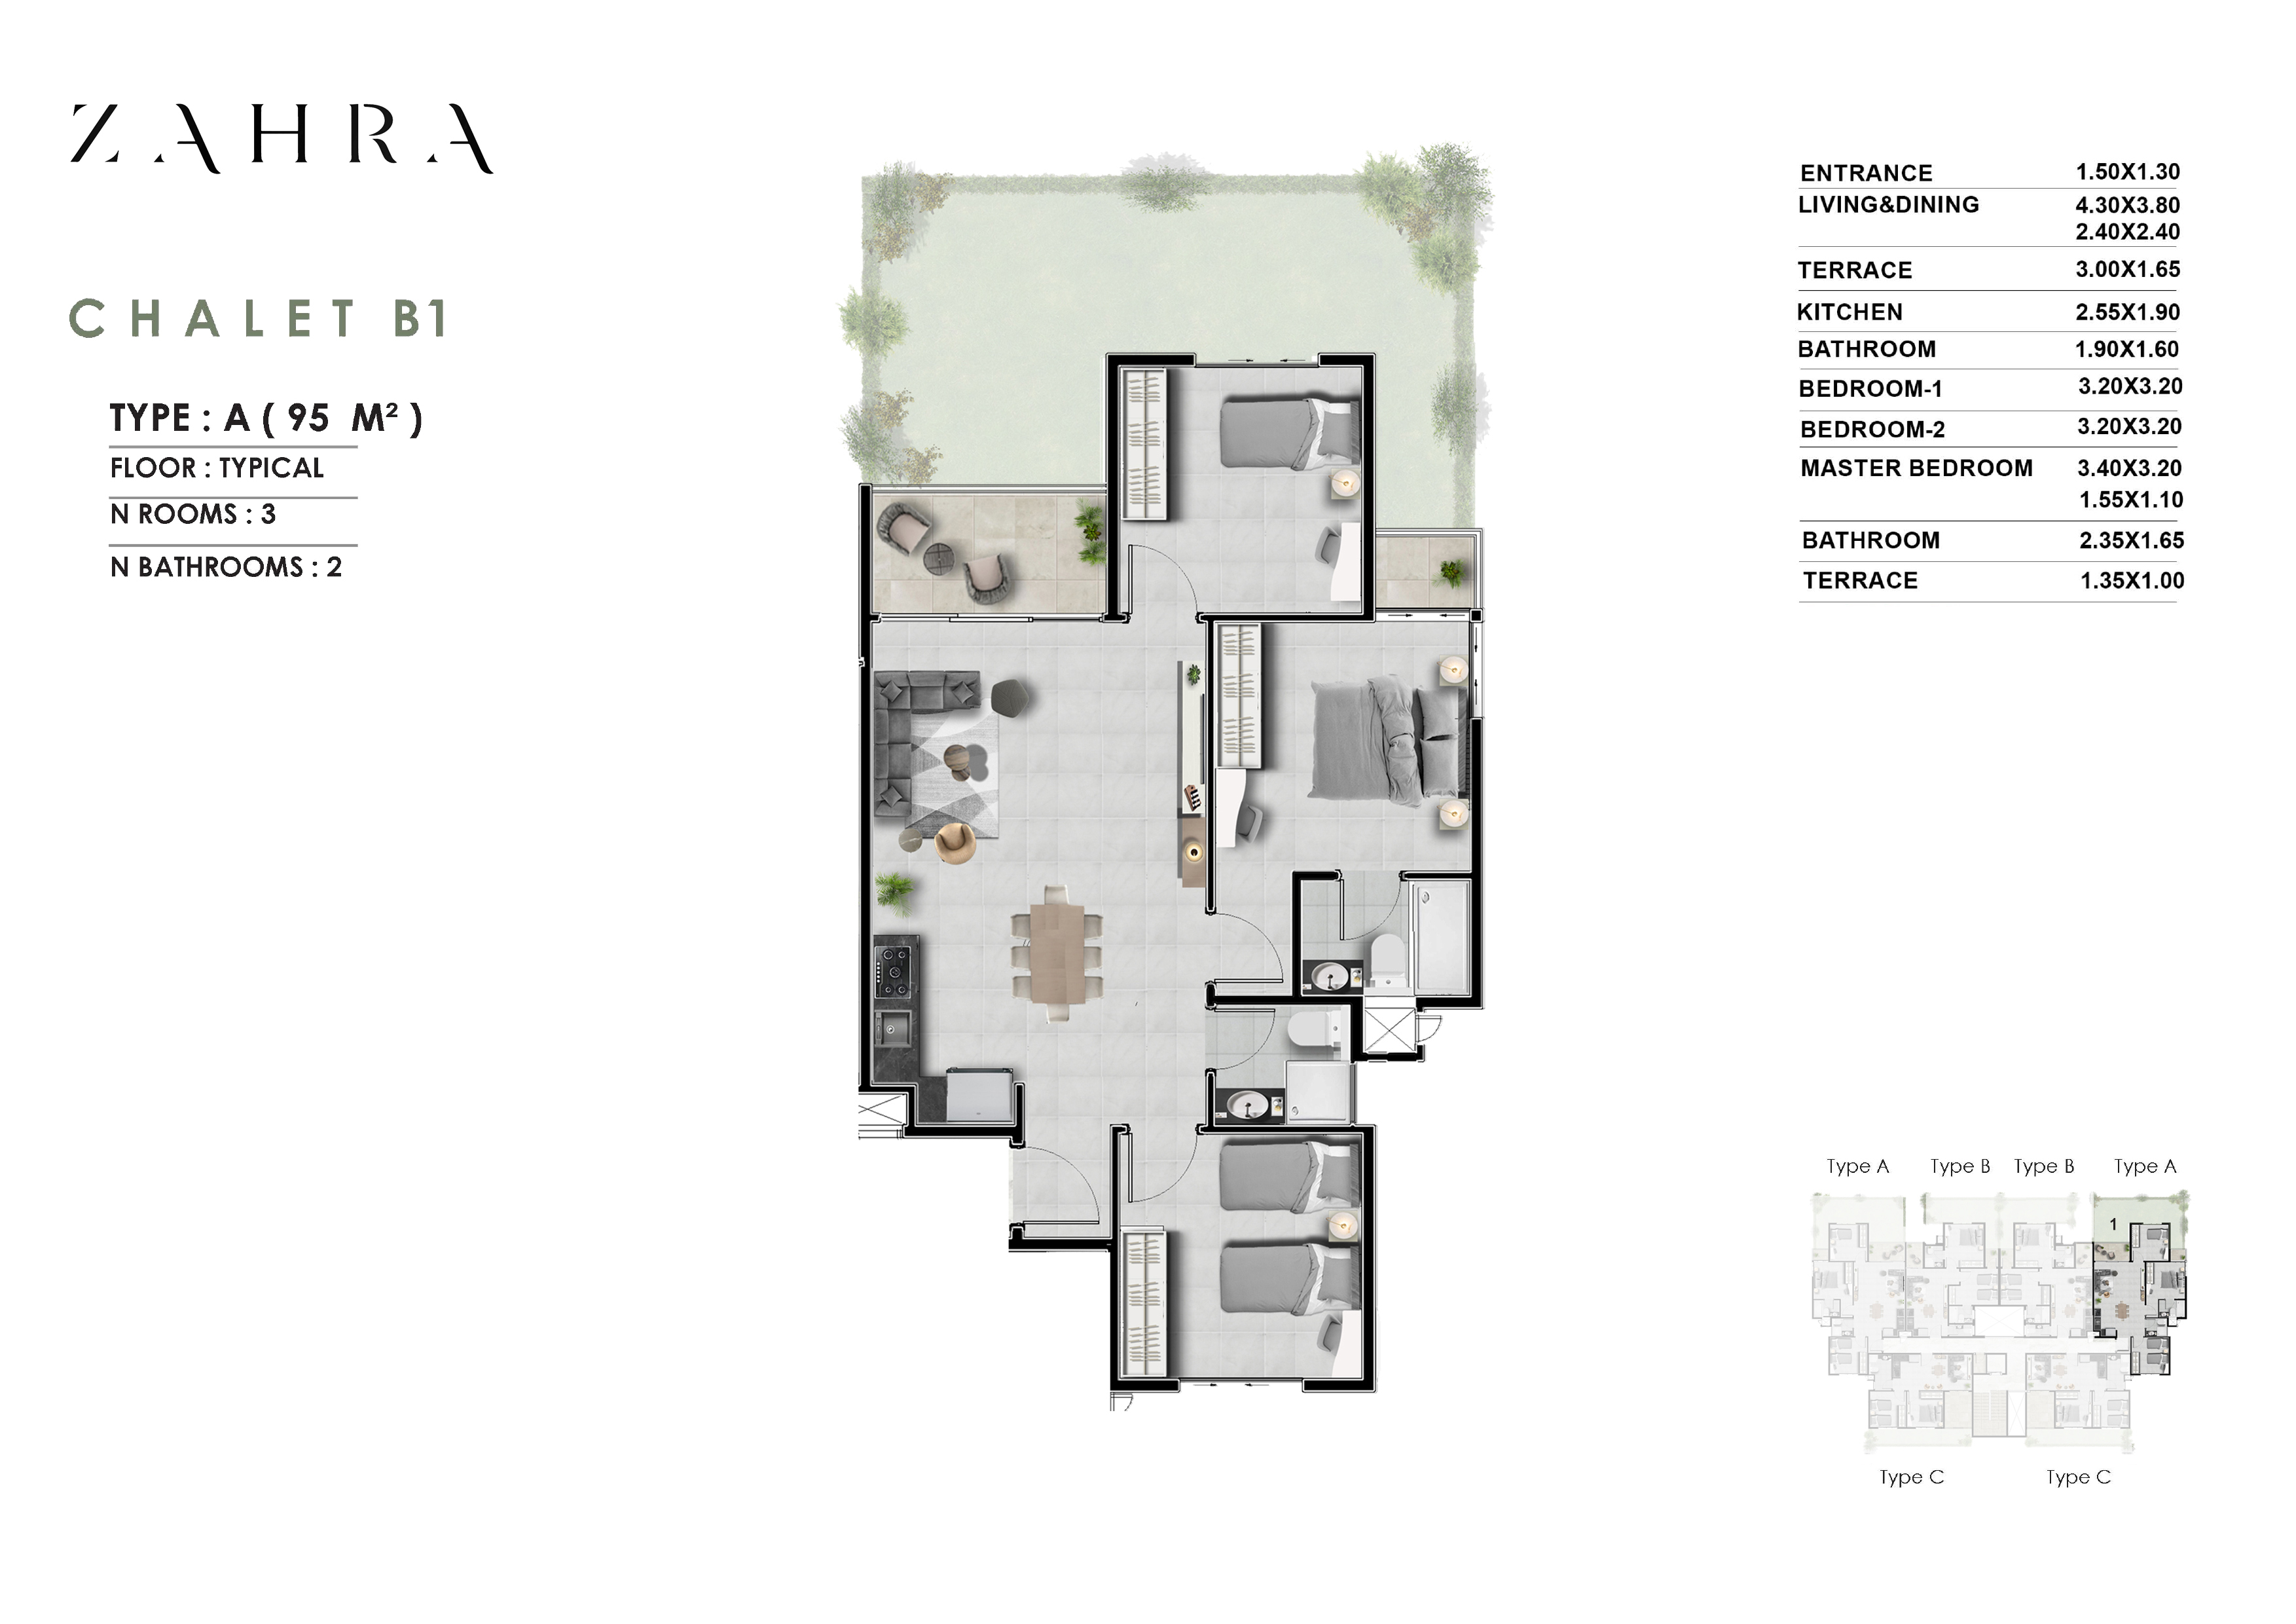 ZAHRA
CHALET B1
TYPE : A ( 95 M² )
FLOOR : TYPICAL
N ROOMS : 3
N BATHROOMS : 2
ENTRANCE 1.50X1.30
LIVING&DINING 4.30X3.80
2.40X2.40
TERRACE 3.00X1.65
KITCHEN 2.55X1.90
BATHROOM 1.90X1.60
BEDROOM-1 3.20X3.20
BEDROOM-2 3.20X3.20
MASTER BEDROOM 3.40X3.20
1.55X1.10
BATHROOM 2.35X1.65
TERRACE 1.35X1.00
Type A Type B Type B Type A
1
Type C Type C